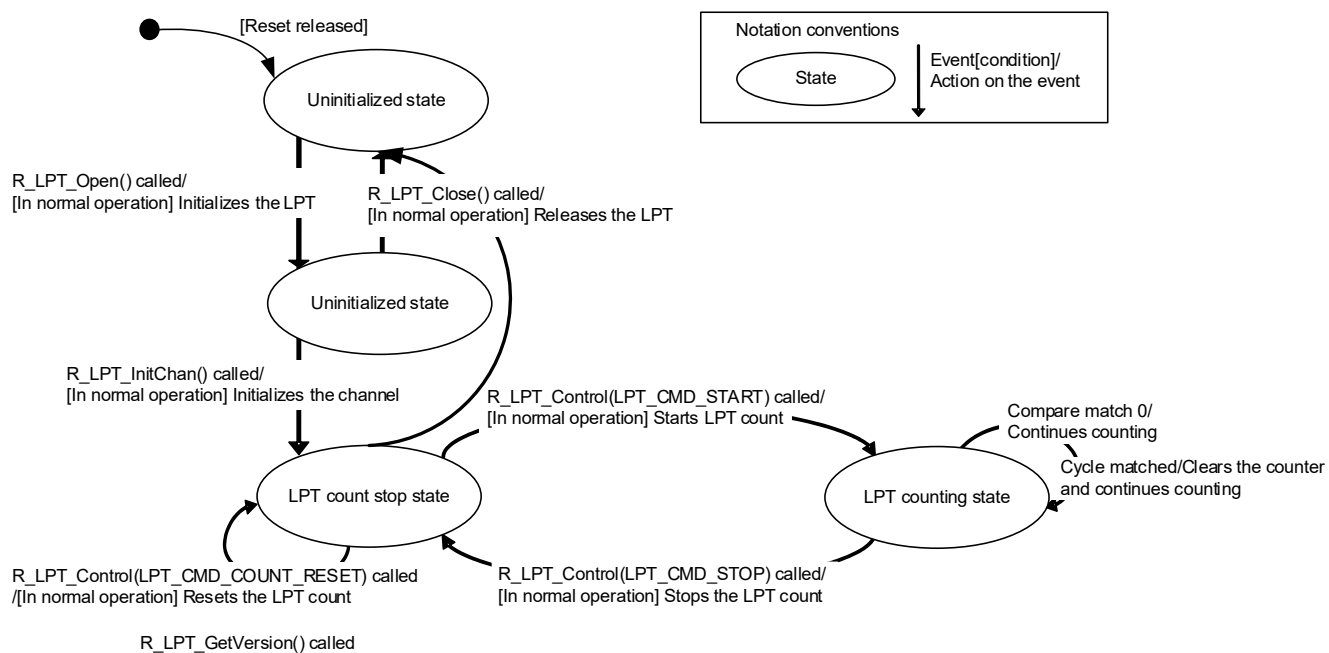 [Reset released]
Notation conventions
State
Event[condition]/
Action on the event
Uninitialized state
R_LPT_Open() called/
[In normal operation] Initializes the LPT
R_LPT_Close() called/
[In normal operation] Releases the LPT
Uninitialized state
R_LPT_InitChan() called/
[In normal operation] Initializes the channel
R_LPT_Control(LPT_CMD_START) called/
[In normal operation] Starts LPT count
Compare match 0/
Continues counting
Cycle matched/Clears the counter
and continues counting
LPT count stop state
LPT counting state
R_LPT_Control(LPT_CMD_COUNT_RESET) called
/[In normal operation] Resets the LPT count
R_LPT_Control(LPT_CMD_STOP) called/
[In normal operation] Stops the LPT count
R_LPT_GetVersion() called